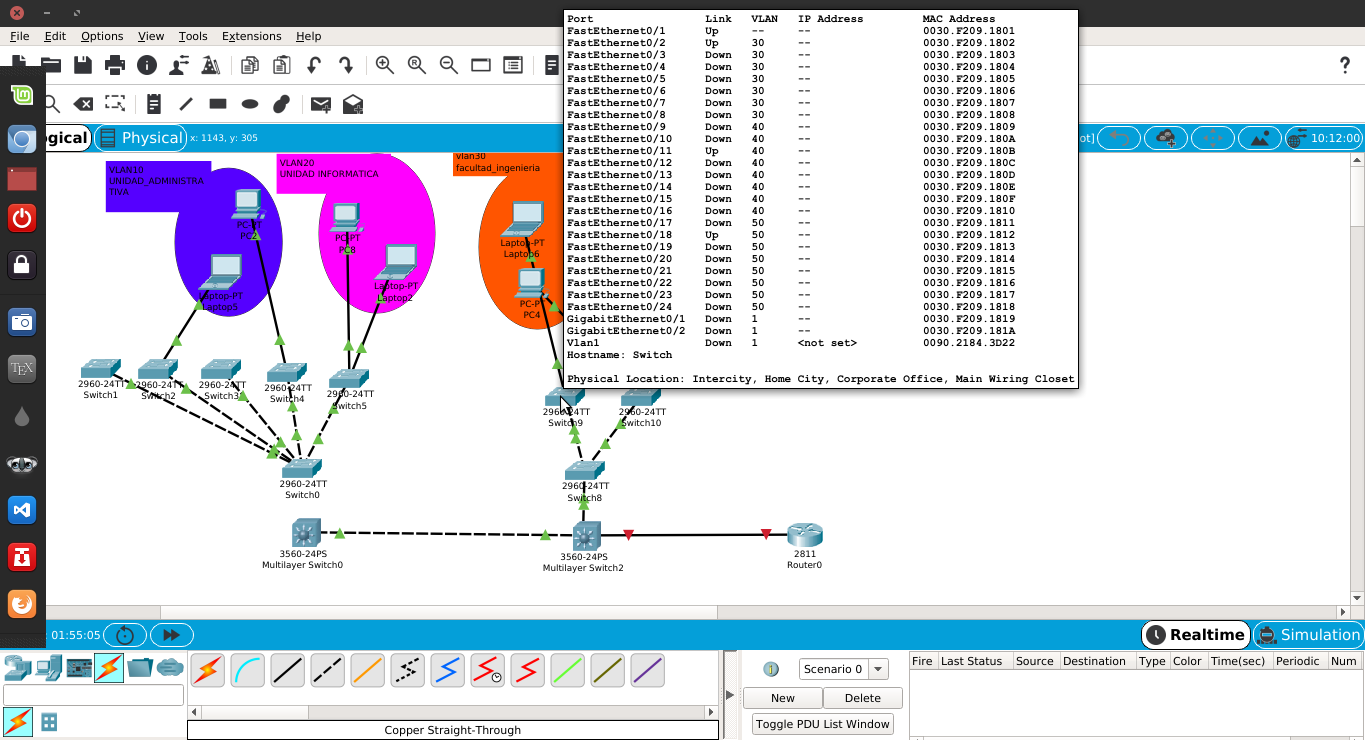 File Edit Options View Tools Extensions Help
Port Link VLAN IP Address MAC Address
FastEthernet0/1 Up -- -- 0030.F209.1801
FastEthernet0/2 Up 30 -- 0030.F209.1802
FastEthernet0/3 Down 30 -- 0030.F209.1803
FastEthernet0/4 Down 30 -- 0030.F209.1804
FastEthernet0/5 Down 30 -- 0030.F209.1805
FastEthernet0/6 Down 30 -- 0030.F209.1806
FastEthernet0/7 Down 30 -- 0030.F209.1807
FastEthernet0/8 Down 30 -- 0030.F209.1808
FastEthernet0/9 Down 40 -- 0030.F209.1809
FastEthernet0/10 Down 40 -- 0030.F209.180A
FastEthernet0/11 Up 40 -- 0030.F209.180B
FastEthernet0/12 Down 40 -- 0030.F209.180C
FastEthernet0/13 Down 40 -- 0030.F209.180D
FastEthernet0/14 Down 40 -- 0030.F209.180E
FastEthernet0/15 Down 40 -- 0030.F209.180F
FastEthernet0/16 Down 40 -- 0030.F209.1810
FastEthernet0/17 Down 50 -- 0030.F209.1811
FastEthernet0/18 Up 50 -- 0030.F209.1812
FastEthernet0/19 Down 50 -- 0030.F209.1813
FastEthernet0/20 Down 50 -- 0030.F209.1814
FastEthernet0/21 Down 50 -- 0030.F209.1815
FastEthernet0/22 Down 50 -- 0030.F209.1816
FastEthernet0/23 Down 50 -- 0030.F209.1817
FastEthernet0/24 Down 50 -- 0030.F209.1818
GigabitEthernet0/1 Down 1 -- 0030.F209.1819
GigabitEthernet0/2 Down 1 -- 0030.F209.181A
Vlan1 Down 1 <not set> 0090.2184.3D22
Hostname: Switch
Physical Location: Intercity, Home City, Corporate Office, Main Wiring Closet
ogical Physical x: 1143, y: 305
ot] 10:12:00
VLAN10
UNIDAD_ADMINISTRA
TIVA
VLAN20
UNIDAD INFORMATICA
vlan30
facultad_ingenieria
PC-PT
PC2
Laptop-PT
Laptop5
PC-PT
PC8
Laptop-PT
Laptop2
Laptop-PT
Laptop6
PC-P
PC4
2960-24TT
Switch1
2960-24TT
Switch2
2960-24TT
Switch3
2960-24TT
Switch4
2960-24TT
Switch5
2960-24TT
Switch9
2960-24TT
Switch10
2960-24TT
Switch0
2960-24TT
Switch8
3560-24PS
Multilayer Switch0
3560-24PS
Multilayer Switch2
2811
Router0
TEX
: 01:55:05
Realtime Simulation
Scenario 0
New Delete
Toggle PDU List Window
Fire Last Status Source Destination Type Color Time(sec) Periodic Num
Copper Straight-Through